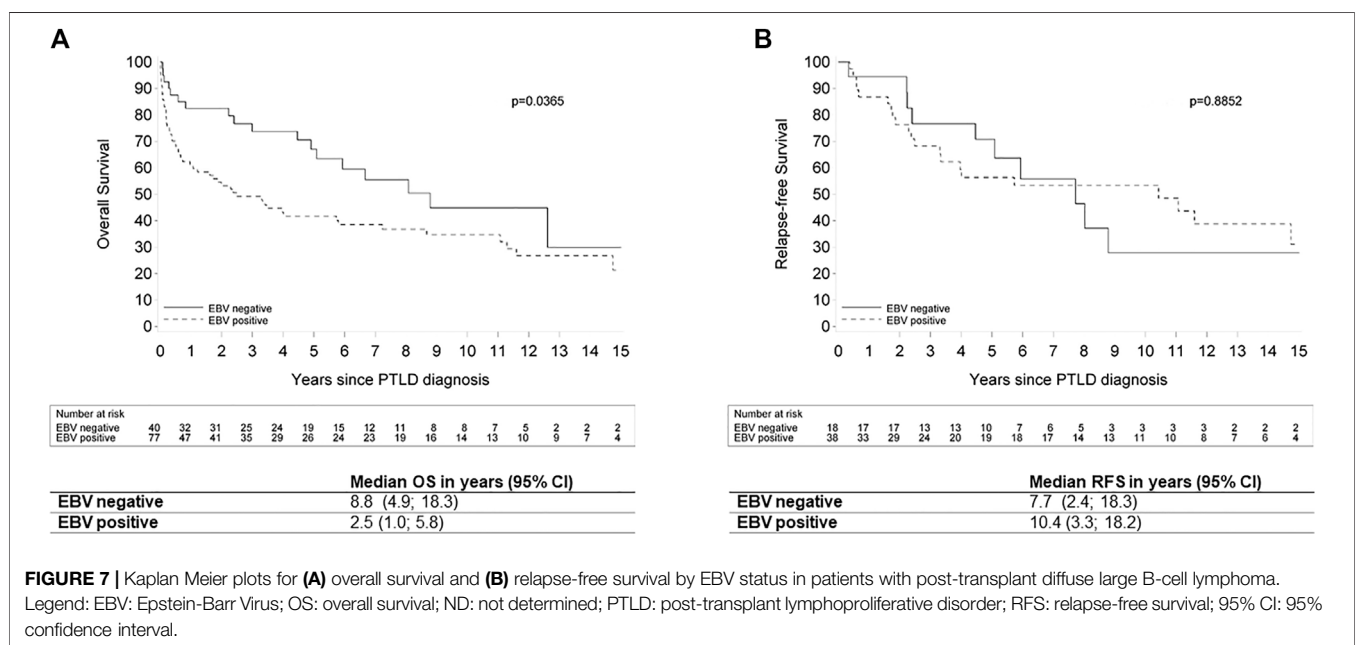 A
100
90
80
70
60
50
40
30
20
10
0
Overall Survival
p=0.0365
EBV negative
EBV positive
0 1 2 3 4 5 6 7 8 9 10 11 12 13 14 15
Years since PTLD diagnosis
Number at risk
EBV negative 40 32 31 25 24 19 15 12 11 8 8 7 5 2 2 2
EBV positive 77 47 41 35 29 26 24 23 19 16 14 13 10 9 7 4
Median OS in years (95% CI)
EBV negative 8.8 (4.9; 18.3)
EBV positive 2.5 (1.0; 5.8)
B
100
90
80
70
60
50
40
30
20
10
0
Relapse-free Survival
p=0.8852
EBV negative
EBV positive
0 1 2 3 4 5 6 7 8 9 10 11 12 13 14 15
Years since PTLD diagnosis
Number at risk
EBV negative 18 17 17 13 13 10 7 6 5 3 3 3 3 2 2 2
EBV positive 38 33 29 24 20 19 18 17 14 13 11 10 8 7 6 4
Median RFS in years (95% CI)
EBV negative 7.7 (2.4; 18.3)
EBV positive 10.4 (3.3; 18.2)
FIGURE 7 | Kaplan Meier plots for (A) overall survival and (B) relapse-free survival by EBV status in patients with post-transplant diffuse large B-cell lymphoma.
Legend: EBV: Epstein-Barr Virus; OS: overall survival; ND: not determined; PTLD: post-transplant lymphoproliferative disorder; RFS: relapse-free survival; 95% CI: 95%
confidence interval.